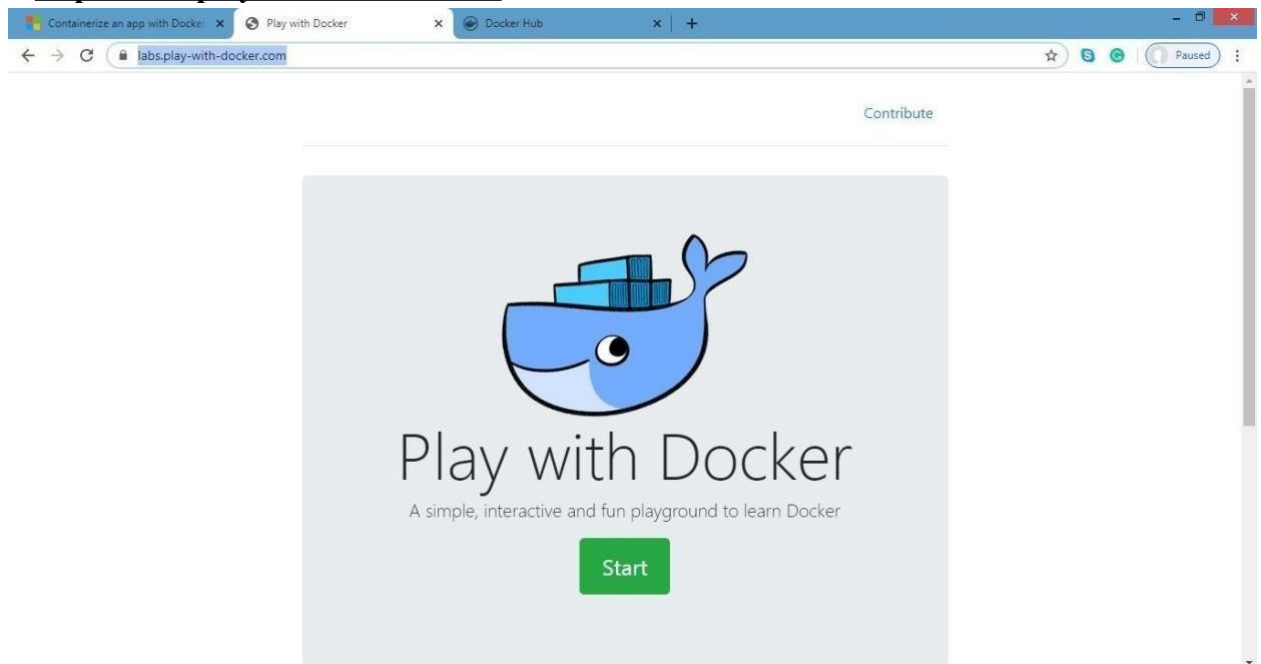 Containerize an app with Docker
Play with Docker
Docker Hub
labs.play-with-docker.com
Paused
Contribute
Play with Docker
A simple, interactive and fun playground to learn Docker
Start